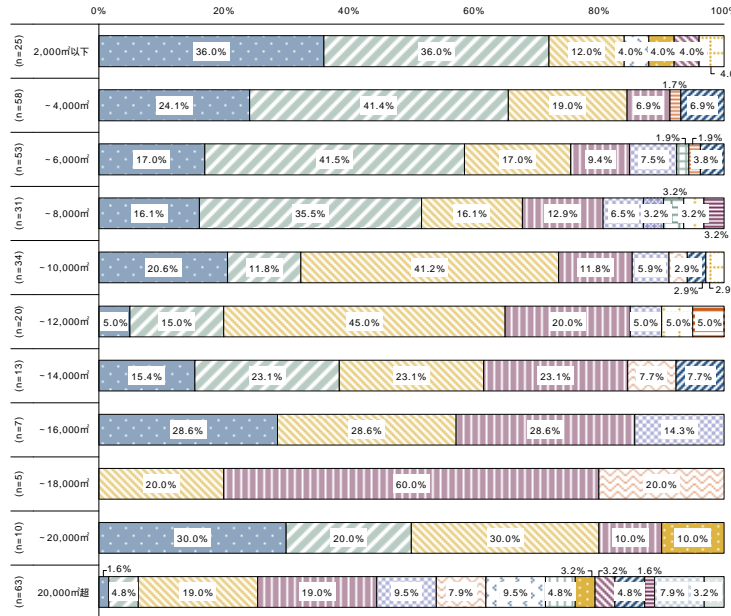 0% 20% 40% 60% 80% 100%
(n=25) 2,000㎡以下 36.0% 36.0% 12.0% 4.0% 4.0% 4.0% 4.0
(n=58) −4,000㎡ 24.1% 41.4% 19.0% 6.9% 1.7% 6.9%
(n=53) −6,000㎡ 17.0% 41.5% 17.0% 9.4% 7.5% 1.9% 1.9% 3.8%
(n=31) −8,000㎡ 16.1% 35.5% 16.1% 12.9% 6.5% 3.2% 3.2% 3.2% 3.2%
(n=34) −10,000㎡ 20.6% 11.8% 41.2% 11.8% 5.9% 2.9% 2.9% 2.9
(n=20) −12,000㎡ 5.0% 15.0% 45.0% 20.0% 5.0% 5.0% 5.0%
(n=13) −14,000㎡ 15.4% 23.1% 23.1% 23.1% 7.7% 7.7%
(n=7) −16,000㎡ 28.6% 28.6% 28.6% 14.3%
(n=5) −18,000㎡ 20.0% 60.0% 20.0%
(n=10) −20,000㎡ 30.0% 20.0% 30.0% 10.0% 10.0%
(n=63) 20,000㎡超 1.6% 4.8% 19.0% 19.0% 9.5% 7.9% 9.5% 4.8% 3.2% 3.2% 4.8% 1.6% 7.9% 3.2%